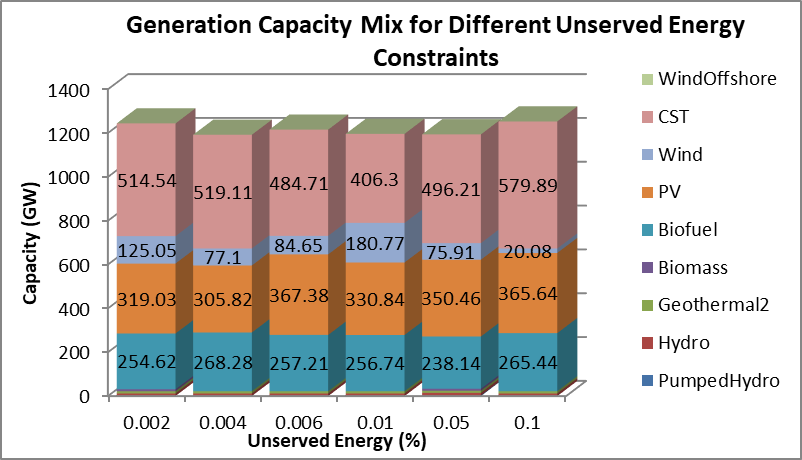 Generation Capacity Mix for Different Unserved Energy
Constraints
1400
1200
1000
800
600
400
200
0
Capacity (GW)
514.54 519.11 484.71 406.3 496.21 579.89
125.05 77.1 84.65 180.77 75.91 20.08
319.03 305.82 367.38 330.84 350.46 365.64
254.62 268.28 257.21 256.74 238.14 265.44
0.002 0.004 0.006 0.01 0.05 0.1
Unserved Energy (%)
WindOffshore
CST
Wind
PV
Biofuel
Biomass
Geothermal2
Hydro
PumpedHydro